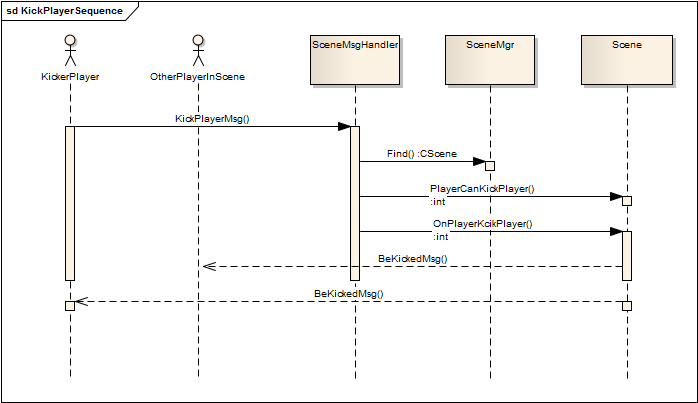 sd KickPlayerSequence
KickerPlayer
OtherPlayerInScene
SceneMsgHandler
SceneMgr
Scene
KickPlayerMsg()
Find() :CScene
PlayerCanKickPlayer()
:int
OnPlayerKcikPlayer()
:int
BeKickedMsg()
BeKickedMsg()